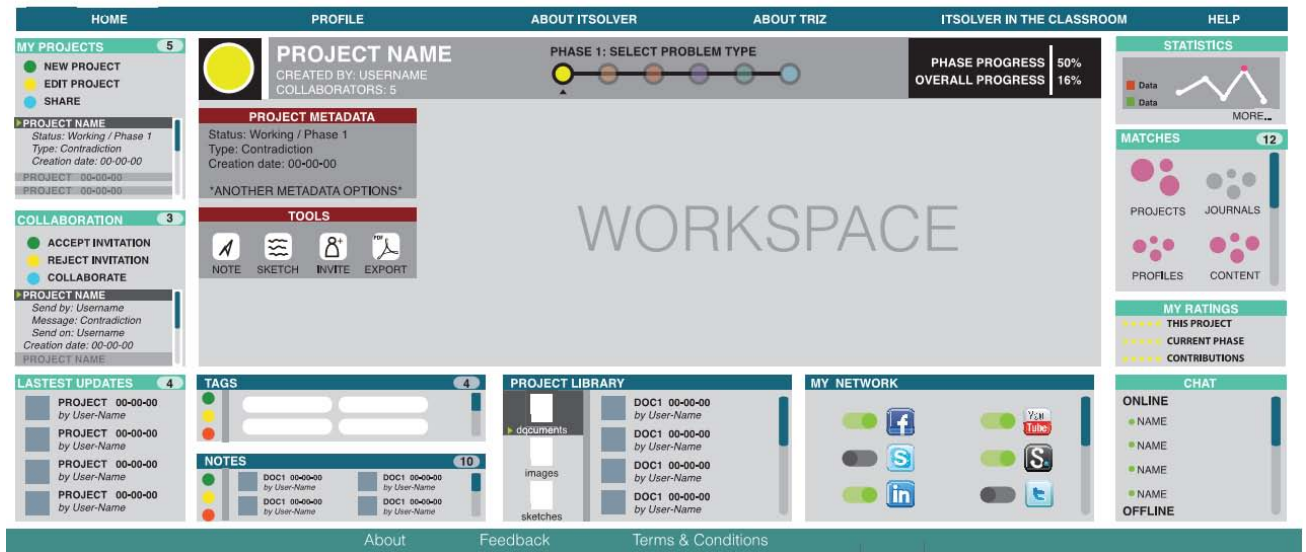 HOME PROFILE ABOUT ITSOLVER ABOUT TRIZ ITSOLVER IN THE CLASSROOM HELP
MY PROJECTS 5
NEW PROJECT
EDIT PROJECT
SHARE
PROJECT NAME
Status: Working / Phase 1
Type: Contradiction
Creation date: 00-00-00
PROJECT 00-00-00
PROJECT 00-00-00
COLLABORATION 3
ACCEPT INVITATION
REJECT INVITATION
COLLABORATE
PROJECT NAME
Send by: Username
Message: Contradiction
Send on: Username
Creation date: 00-00-00
PROJECT NAME
LASTEST UPDATES 4
PROJECT 00-00-00
by User-Name
PROJECT 00-00-00
by User-Name
PROJECT 00-00-00
by User-Name
PROJECT 00-00-00
by User-Name
PROJECT NAME
CREATED BY: USERNAME
COLLABORATORS: 5
PHASE 1: SELECT PROBLEM TYPE
PHASE PROGRESS 50%
OVERALL PROGRESS 16%
PROJECT METADATA
Status: Working / Phase 1
Type: Contradiction
Creation date: 00-00-00
*ANOTHER METADATA OPTIONS*
TOOLS
PDF
NOTE SKETCH INVITE EXPORT
WORKSPACE
TAGS 4
NOTES 10
DOC1 00-00-00 DOC1 00-00-00
by User-Name by User-Name
DOC1 00-00-00 DOC1 00-00-00
by User-Name by User-Name
PROJECT LIBRARY
documents
images
sketches
DOC1 00-00-00
by User-Name
DOC1 00-00-00
by User-Name
DOC1 00-00-00
by User-Name
DOC1 00-00-00
by User-Name
MY NETWORK
f You Tube
S S.
in t
STATISTICS
Data
Data
MORE...
MATCHES 12
PROJECTS JOURNALS
PROFILES CONTENT
MY RATINGS
THIS PROJECT
CURRENT PHASE
CONTRIBUTIONS
CHAT
ONLINE
NAME
NAME
NAME
NAME
OFFLINE
About Feedback Terms & Conditions